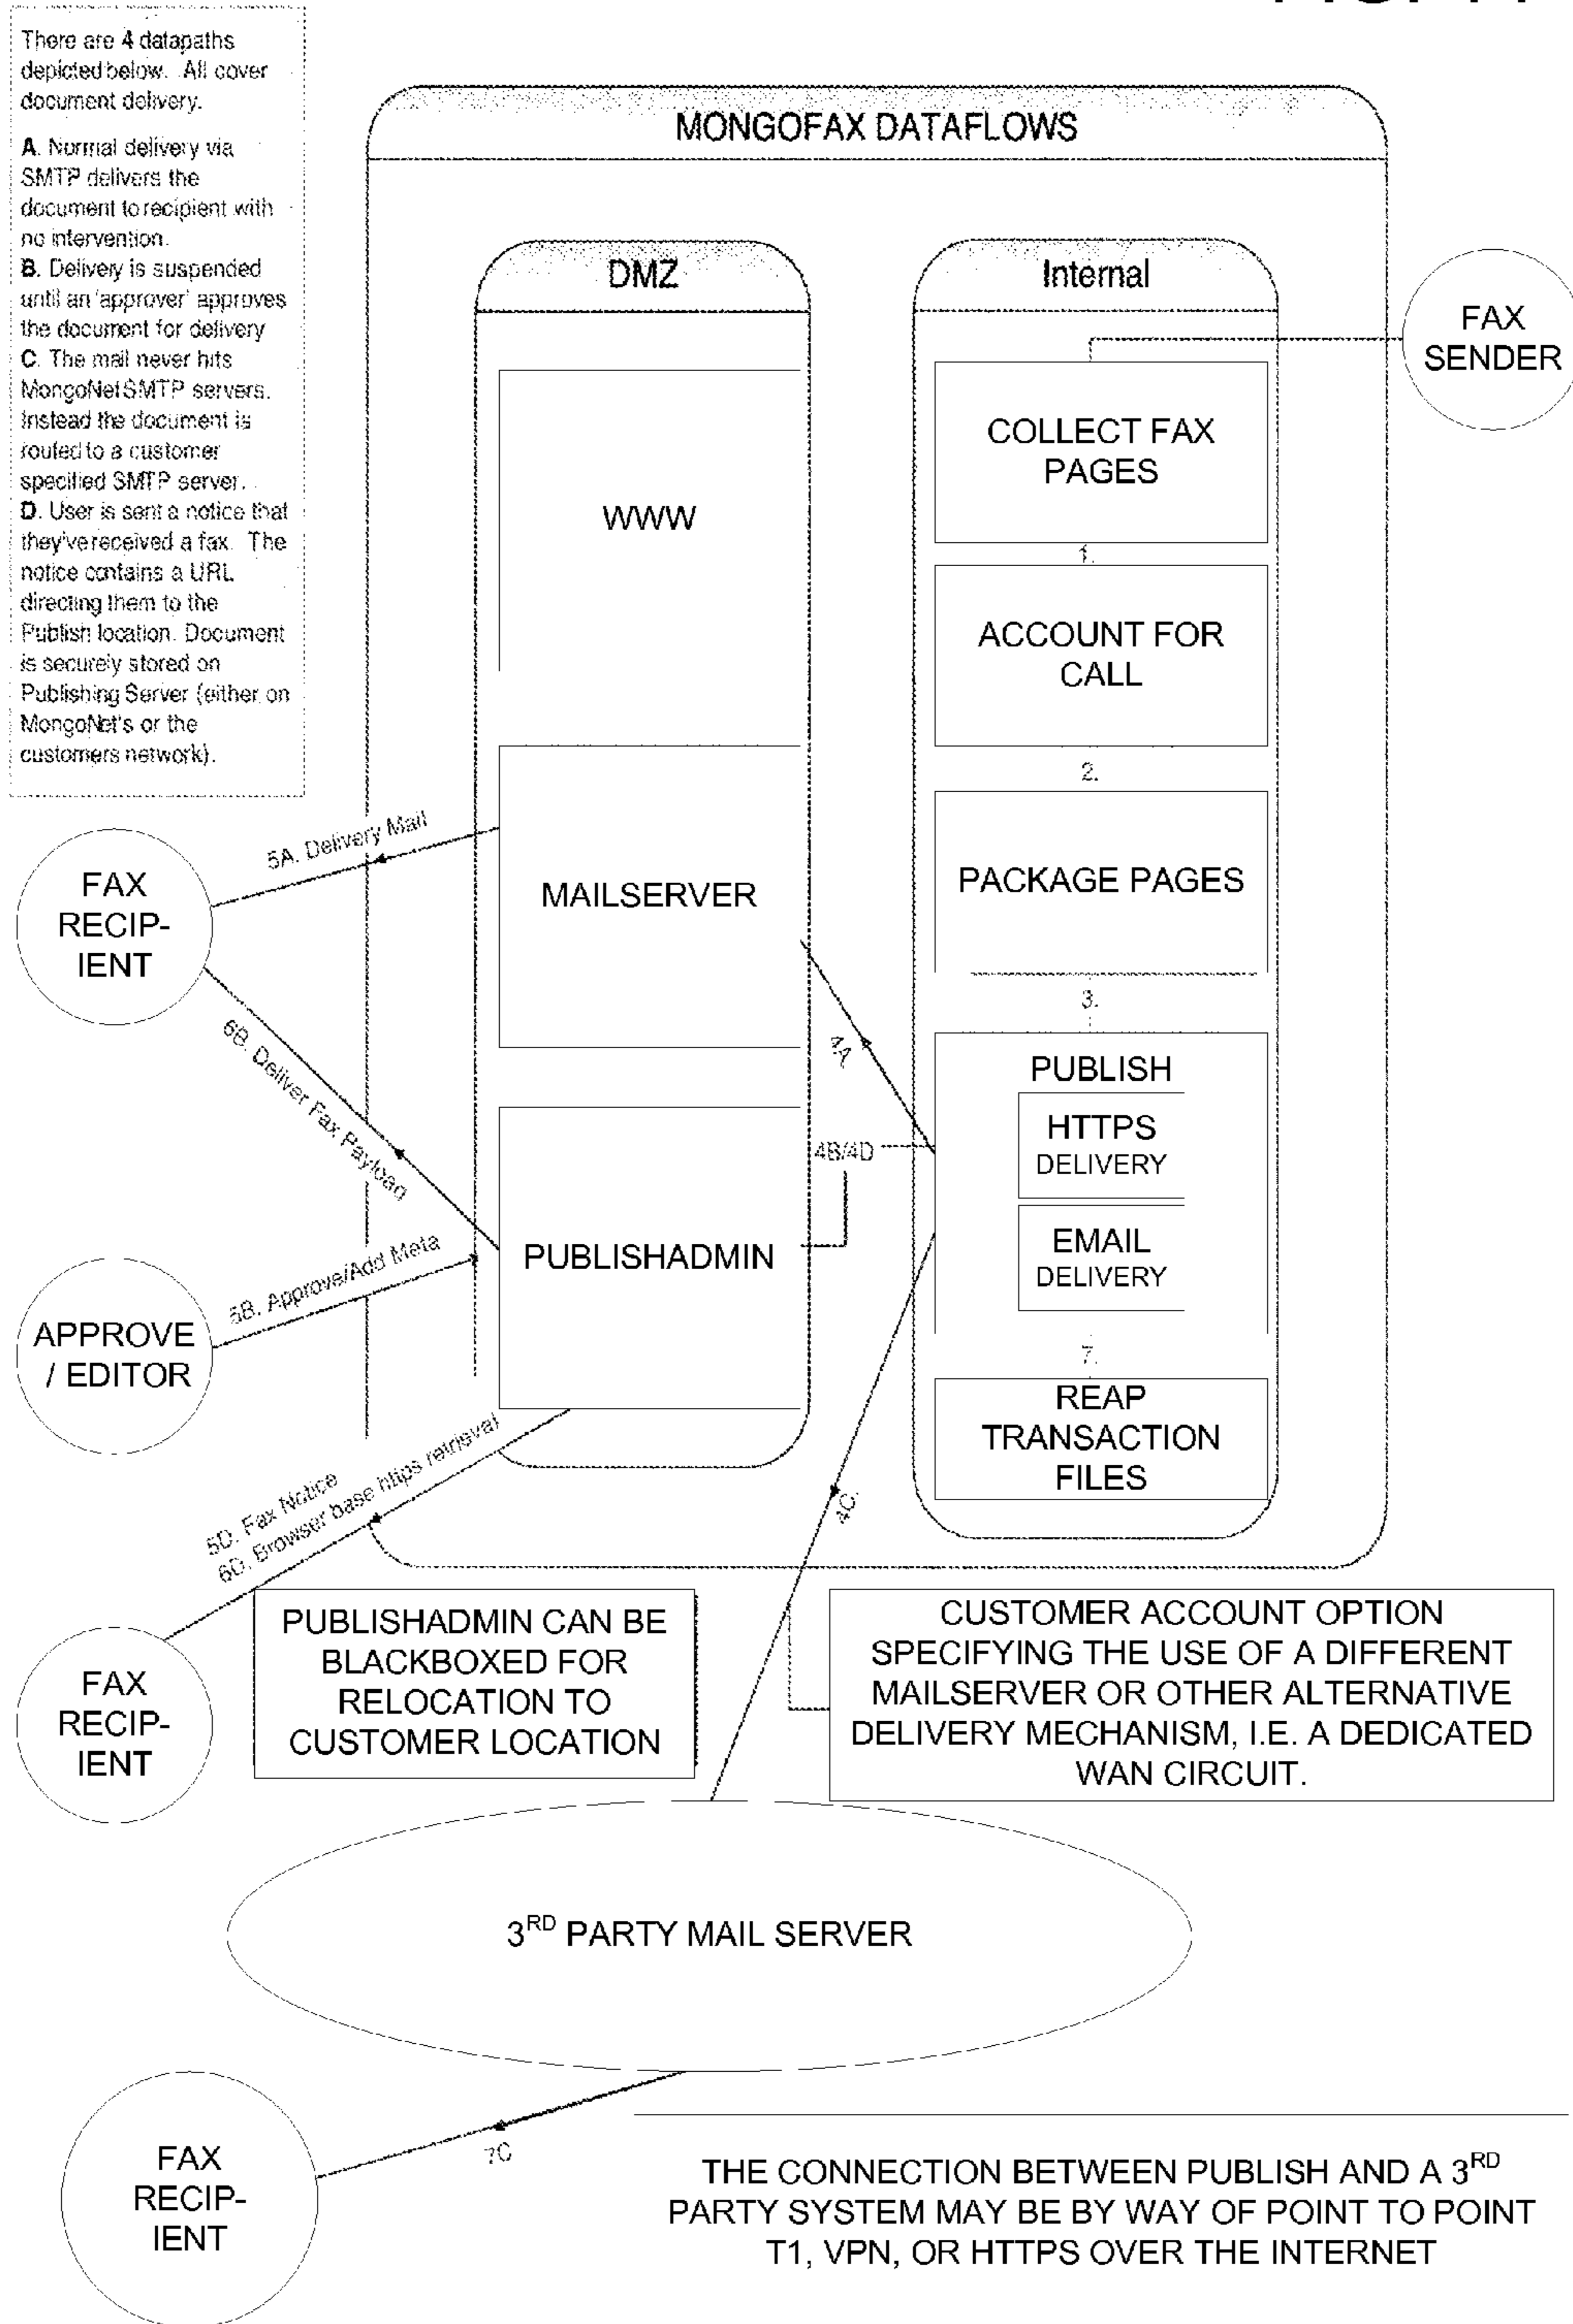 There are 4 datapaths
depicted below. All cover
document delivery.
A. Normal delivery via
SMTP delivers the
document to recipient with
no intervention.
B. Delivery is suspended
until an 'approver' approves
the document for delivery
C. The mail never hits
MongoNet SMTP servers.
Instead the document is
routed to a customer
specified SMTP server.
D. User is sent a notice that
they've received a fax. The
notice contains a URL
directing them to the
Publish location. Document
is securely stored on
Publishing Server (either on
MongoNet's or the
customers network).
MONGOFAX DATAFLOWS
DMZ
Internal
FAX
SENDER
WWW
COLLECT FAX
PAGES
1.
ACCOUNT FOR
CALL
2.
5A. Delivery Mail
FAX
RECIP-
IENT
MAILSERVER
PACKAGE PAGES
3.
4A.
6B. Deliver Fax Payload
PUBLISH
HTTPS
DELIVERY
4B/4D
EMAIL
DELIVERY
PUBLISHADMIN
5B. Approve/Add Meta
APPROVE
/ EDITOR
7.
REAP
TRANSACTION
FILES
4C.
5D. Fax Notice
6D. Browser base https retrieval
FAX
RECIP-
IENT
PUBLISHADMIN CAN BE
BLACKBOXED FOR
RELOCATION TO
CUSTOMER LOCATION
CUSTOMER ACCOUNT OPTION
SPECIFYING THE USE OF A DIFFERENT
MAILSERVER OR OTHER ALTERNATIVE
DELIVERY MECHANISM, I.E. A DEDICATED
WAN CIRCUIT.
3RD PARTY MAIL SERVER
7C
FAX
RECIP-
IENT
THE CONNECTION BETWEEN PUBLISH AND A 3RD
PARTY SYSTEM MAY BE BY WAY OF POINT TO POINT
T1, VPN, OR HTTPS OVER THE INTERNET